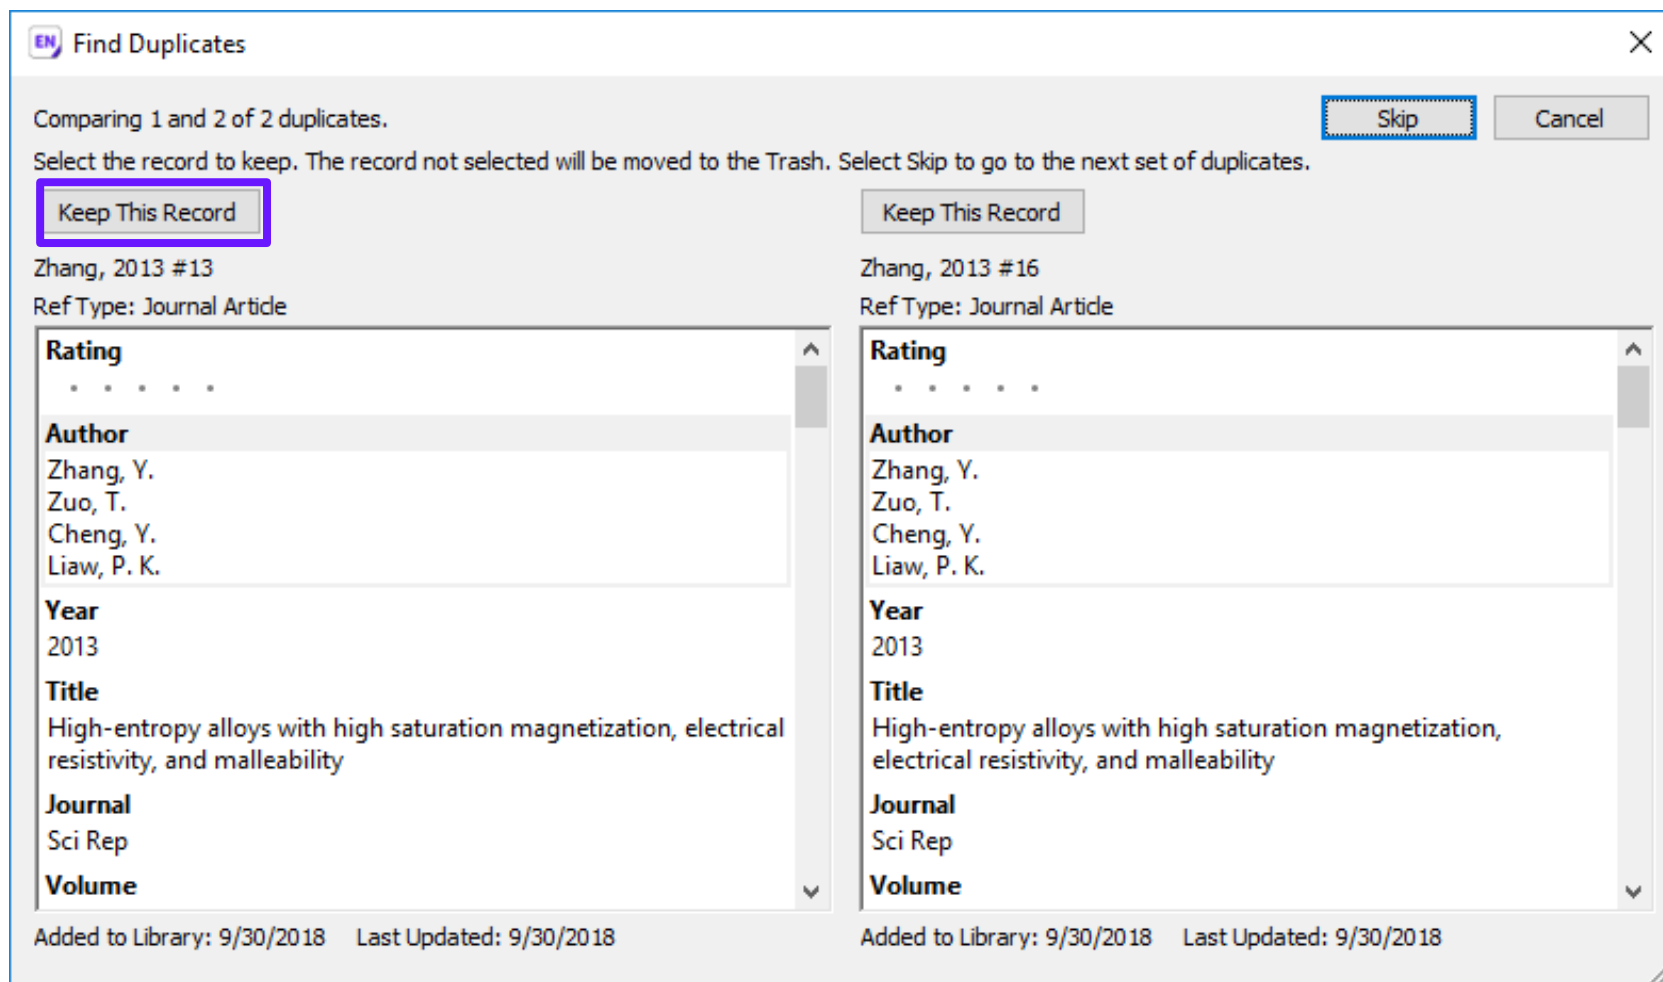 EN Find Duplicates
Comparing 1 and 2 of 2 duplicates.
Skip
Cancel
Select the record to keep. The record not selected will be moved to the Trash. Select Skip to go to the next set of duplicates.
Keep This Record
Zhang, 2013 #13
Ref Type: Journal Article
Rating
Author
Zhang, Y.
Zuo, T.
Cheng, Y.
Liaw, P. K.
Year
2013
Title
High-entropy alloys with high saturation magnetization, electrical
resistivity, and malleability
Journal
Sci Rep
Volume
Added to Library: 9/30/2018 Last Updated: 9/30/2018
Keep This Record
Zhang, 2013 #16
Ref Type: Journal Article
Rating
Author
Zhang, Y.
Zuo, T.
Cheng, Y.
Liaw, P. K.
Year
2013
Title
High-entropy alloys with high saturation magnetization,
electrical resistivity, and malleability
Journal
Sci Rep
Volume
Added to Library: 9/30/2018 Last Updated: 9/30/2018